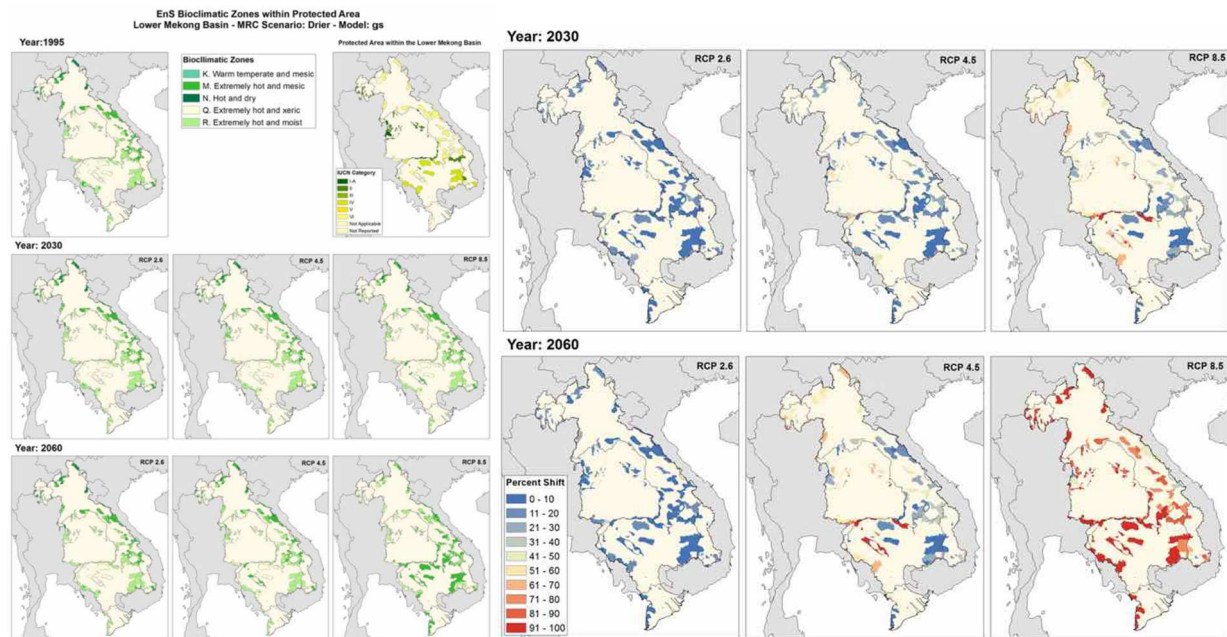 EnS Bioclimatic Zones within Protected Area
Lower Mekong Basin - MRC Scenario: Drier - Model: gs
Year:1995
Protected Area within the Lower Mekong Basin
Bioclimatic Zones
K. Warm temperate and mesic
M. Extremely hot and mesic
N. Hot and dry
Q. Extremely hot and xeric
R. Extremely hot and moist
IUCN Category
I A
II
III
IV
V
VI
Not Applicable
Not Reported
Year: 2030
RCP 2.6
RCP 4.5
RCP 8.5
Year: 2060
RCP 2.6
RCP 4.5
RCP 8.5
Year: 2030
RCP 2.6
RCP 4.5
RCP 8.5
Year: 2060
RCP 2.6
RCP 4.5
RCP 8.5
Percent Shift
0 - 10
11 - 20
21 - 30
31 - 40
41 - 50
51 - 60
61 - 70
71 - 80
81 - 90
91 - 100